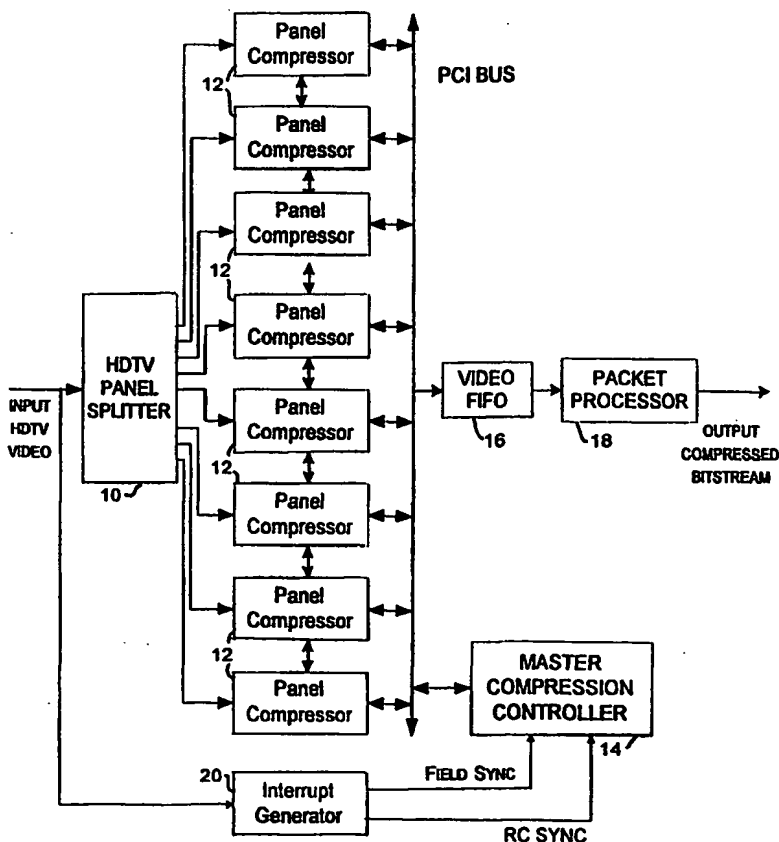 Panel
Compressor
PCI BUS
12
Panel
Compressor
Panel
Compressor
12
Panel
Compressor
HDTV
PANEL
SPLITTER
INPUT
HDTV
VIDEO
10
VIDEO
FIFO
16
PACKET
PROCESSOR
18
OUTPUT
COMPRESSED
BITSTREAM
Panel
Compressor
12
Panel
Compressor
Panel
Compressor
12
Panel
Compressor
MASTER
COMPRESSION
CONTROLLER
14
20
Interrupt
Generator
FIELD SYNC
RC SYNC